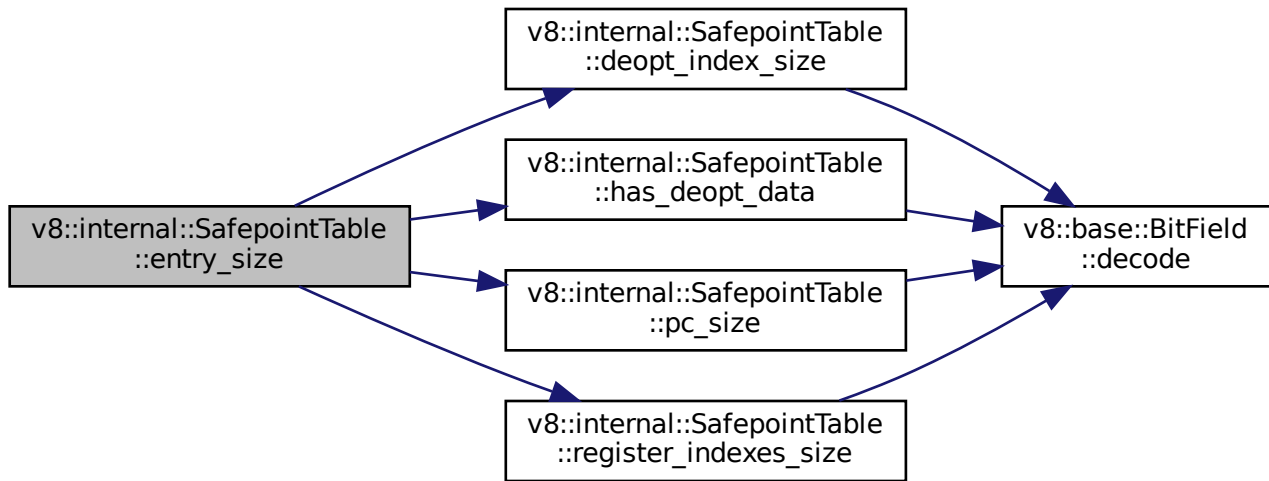 v8::internal::SafepointTable
::entry_size
v8::internal::SafepointTable
::deopt_index_size
v8::internal::SafepointTable
::has_deopt_data
v8::internal::SafepointTable
::pc_size
v8::internal::SafepointTable
::register_indexes_size
v8::base::BitField
::decode